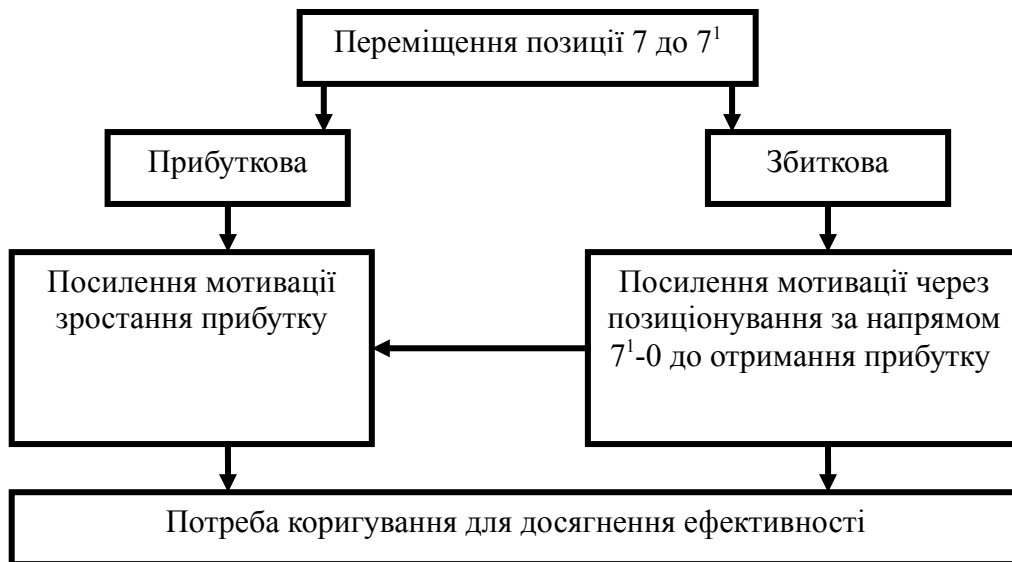 Переміщення позиції 7 до 7¹
Прибуткова
Збиткова
Посилення мотивації
зростання прибутку
Посилення мотивації через
позиціонування за напрямом
7¹-0 до отримання прибутку
Потреба коригування для досягнення ефективності